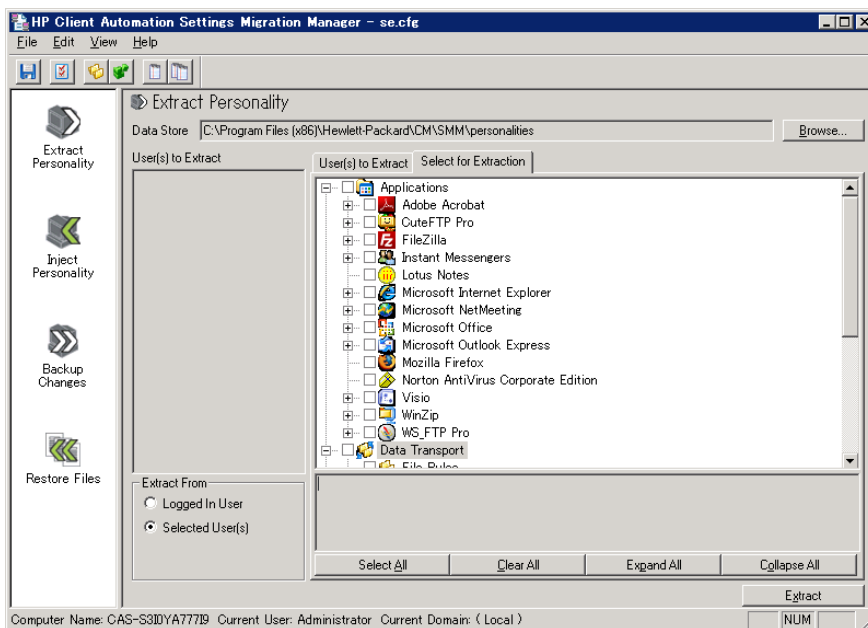 HP Client Automation Settings Migration Manager - se.cfg
File Edit View Help
Extract Personality
Inject Personality
Backup Changes
Restore Files
Extract Personality
Data Store C:\Program Files (x86)\Hewlett-Packard\CM\SMM\personalities Browse...
User(s) to Extract
User(s) to Extract Select for Extraction
Applications
Adobe Acrobat
CuteFTP Pro
FileZilla
Instant Messengers
Lotus Notes
Microsoft Internet Explorer
Microsoft NetMeeting
Microsoft Office
Microsoft Outlook Express
Mozilla Firefox
Norton AntiVirus Corporate Edition
Visio
WinZip
WS_FTP Pro
Data Transport
File Rules
Extract From
Logged In User
Selected User(s)
Select All Clear All Expand All Collapse All
Extract
Computer Name: CAS-S3I0YA777I9 Current User: Administrator Current Domain: ( Local ) NUM